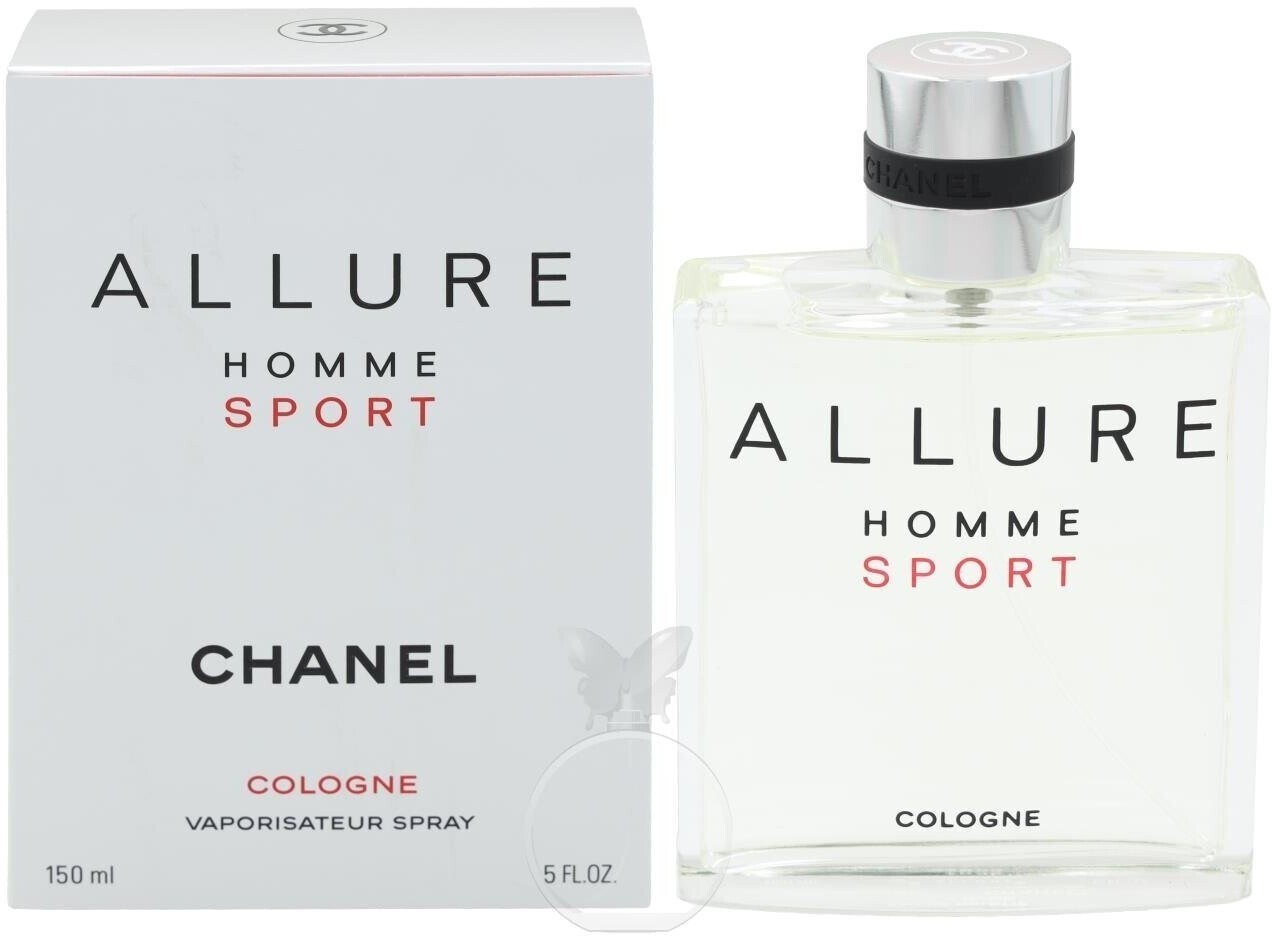 ALLURE
HOMME
SPORT
CHANEL
COLOGNE
VAPORISATEUR SPRAY
150 ml
5 FL.OZ.
CHANEL
ALLURE
HOMME
SPORT
COLOGNE